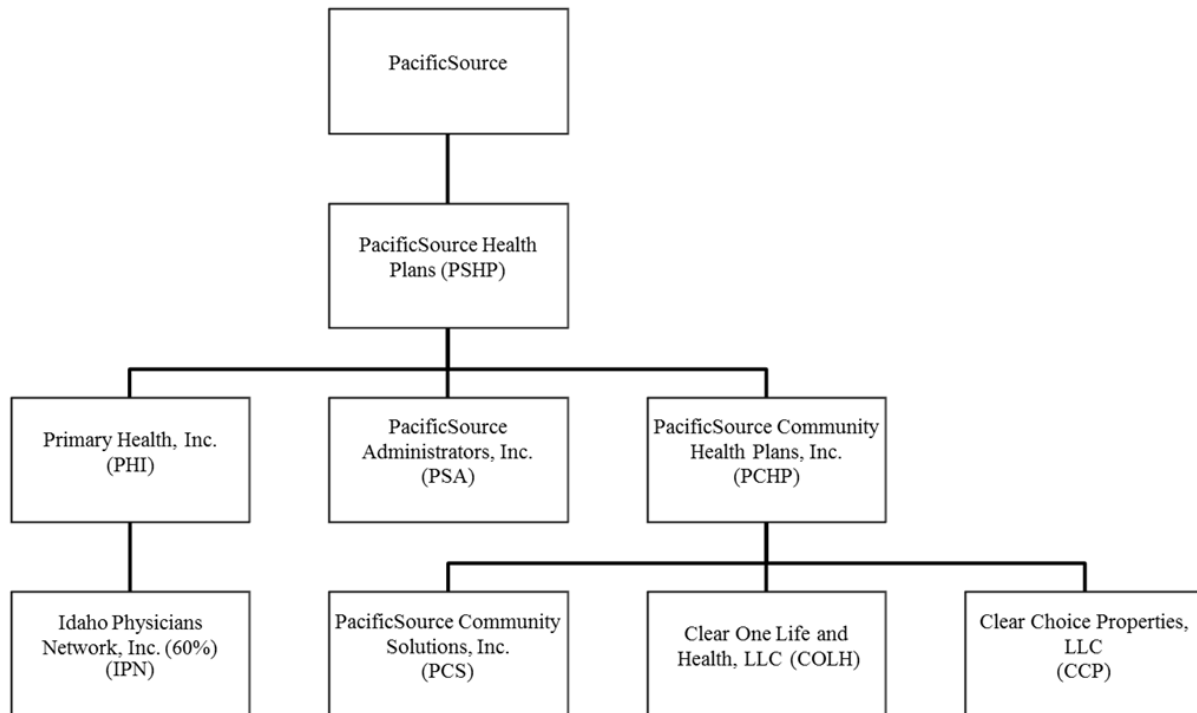 PacificSource
PacificSource Health
Plans (PSHP)
Primary Health, Inc.
(PHI)
PacificSource
Administrators, Inc.
(PSA)
PacificSource Community
Health Plans, Inc.
(PCHP)
Idaho Physicians
Network, Inc. (60%)
(IPN)
PacificSource Community
Solutions, Inc.
(PCS)
Clear One Life and
Health, LLC (COLH)
Clear Choice Properties,
LLC
(CCP)